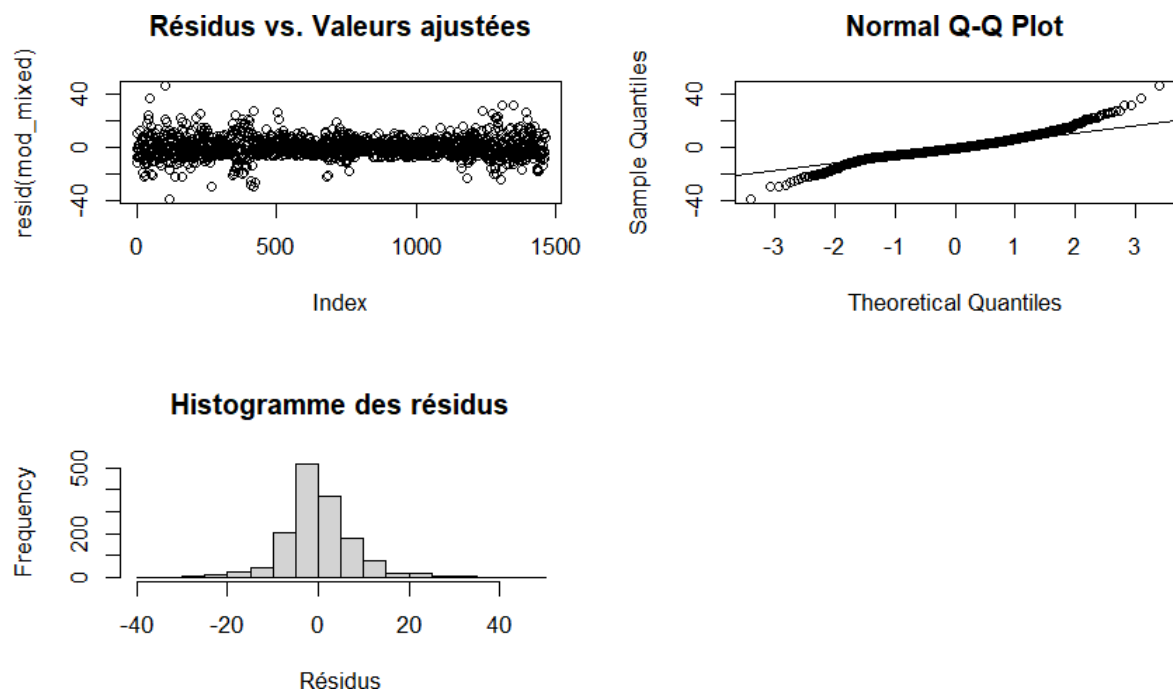 Résidus vs. Valeurs ajustées
resid(mod_mixed)
40
0
-40
0
500
1000
1500
Index
Normal Q-Q Plot
Sample Quantiles
40
0
-40
-3
-2
-1
0
1
2
3
Theoretical Quantiles
Histogramme des résidus
Frequency
500
200
0
-40
-20
0
20
40
Résidus